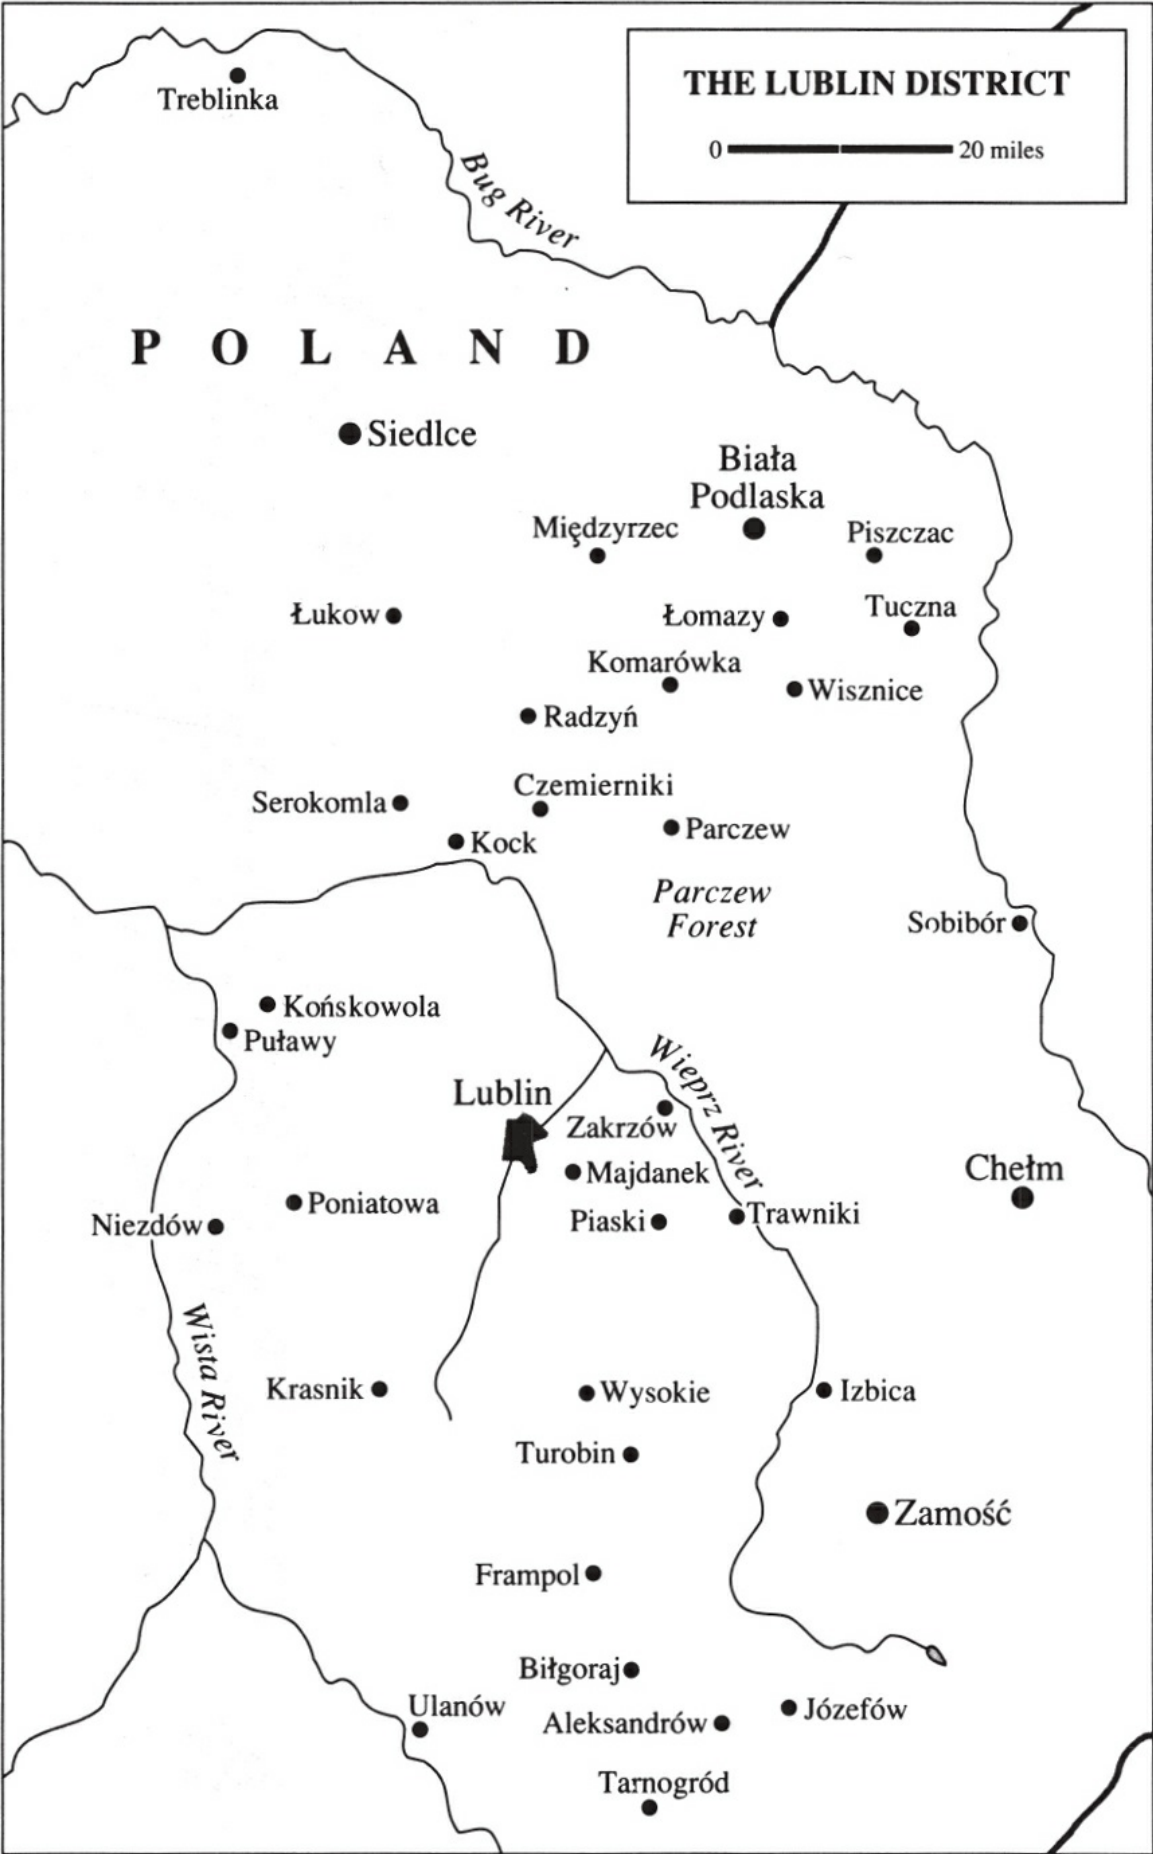 THE LUBLIN DISTRICT
0 20 miles
Treblinka
Bug River
POLAND
Siedlce
Biała
Podlaska
Międzyrzec
Piszczac
Łukow
Łomazy
Tuczna
Komarówka
Wisznice
Radzyń
Czemierniki
Serokomla
Parczew
Kock
Parczew
Forest
Sobibór
Końskowola
Puławy
Wieprz River
Lublin
Zakrzów
Majdanek
Chełm
Poniatowa
Niezdów
Piaski
Trawniki
Wista River
Krasnik
Wysokie
Izbica
Turobin
Zamość
Frampol
Biłgoraj
Ulanów
Aleksandrów
Józefów
Tarnogród